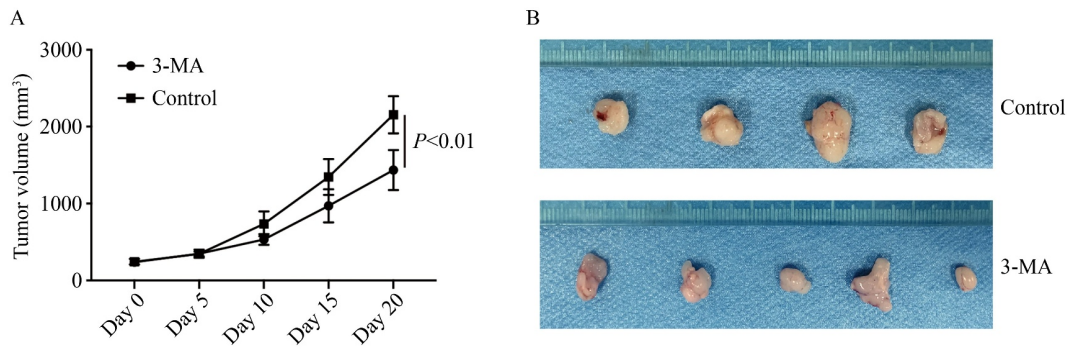 A
B
3000
2000
1000
0
Tumor volume (mm³)
3-MA
Control
P<0.01
Day 0
Day 5
Day 10
Day 15
Day 20
Control
3-MA